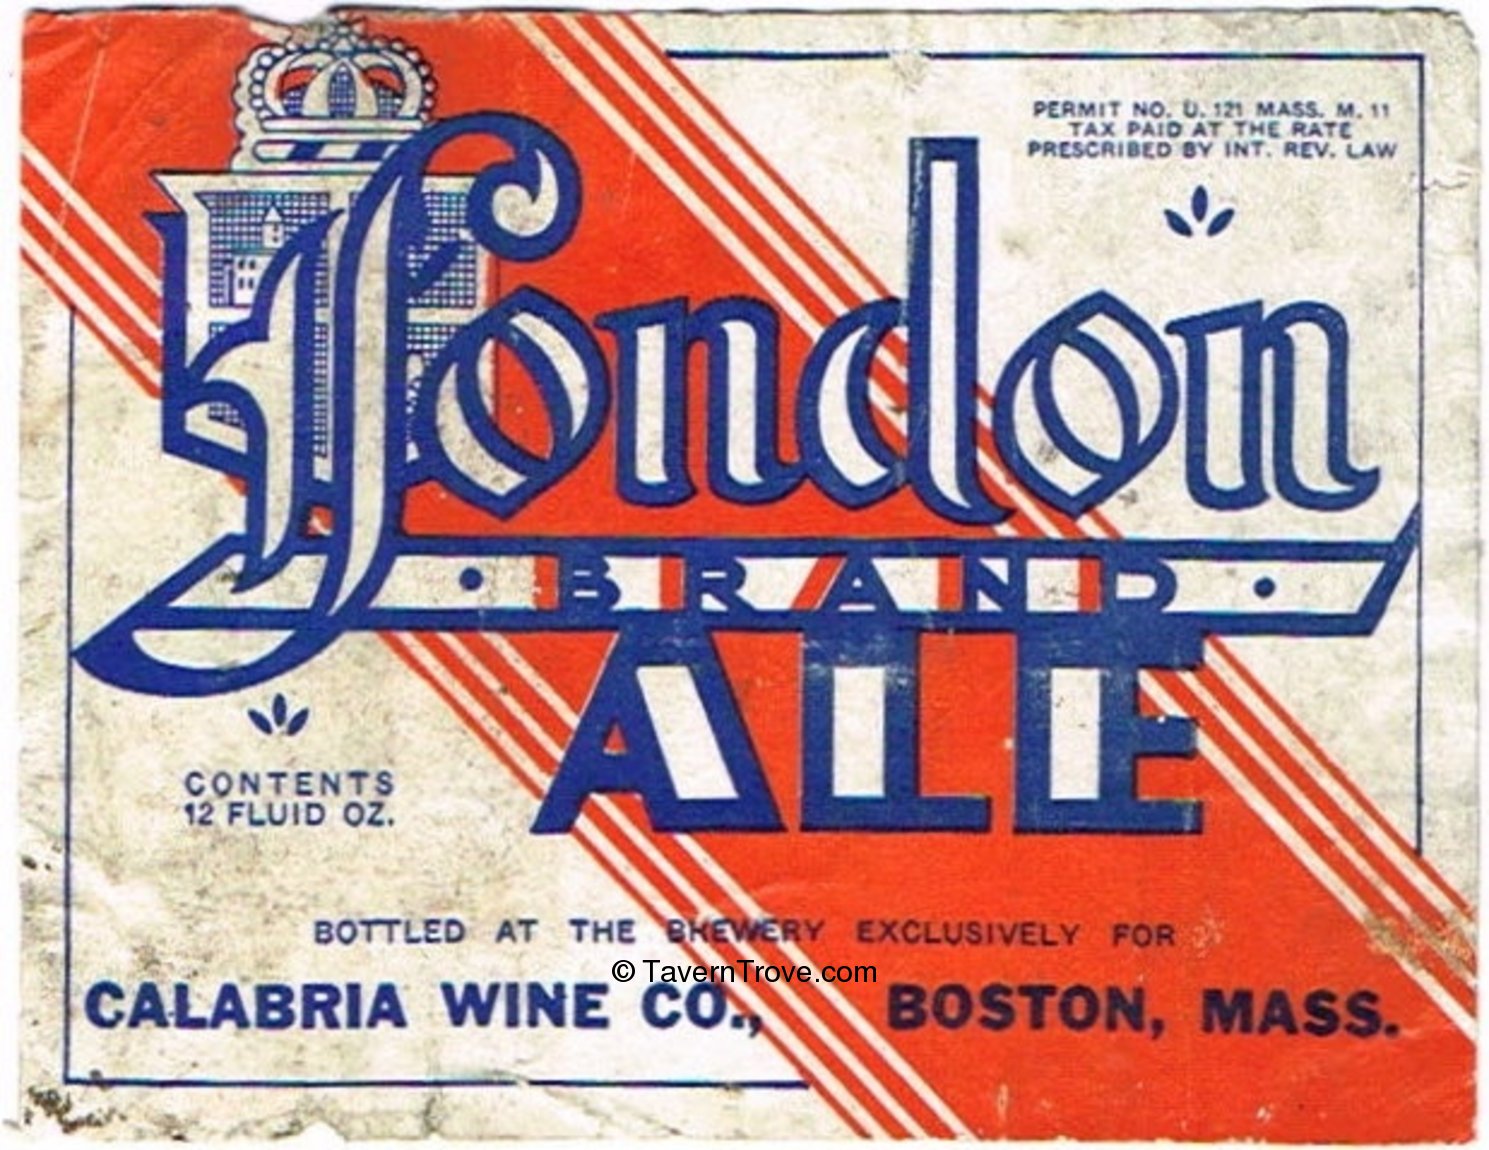 PERMIT NO. U. 121 MASS. M. 11
TAX PAID AT THE RATE
PRESCRIBED BY INT. REV. LAW
London
BRAND
ALE
CONTENTS
12 FLUID OZ.
BOTTLED AT THE BREWERY EXCLUSIVELY FOR
© TavernTrove.com
CALABRIA WINE CO., BOSTON, MASS.